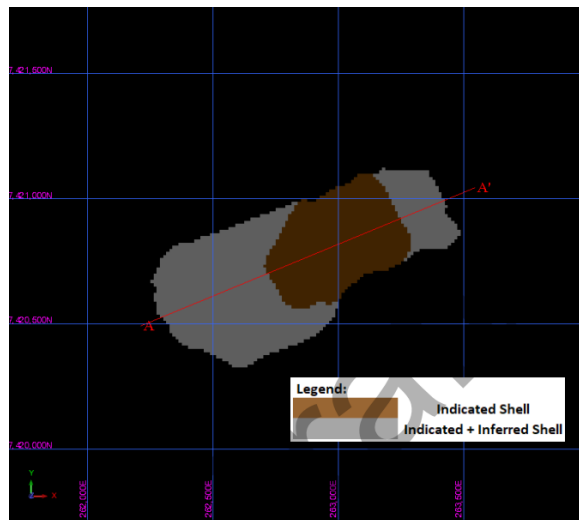 7,421,500N
7,421,000N
A'
7,420,500N
A
Legend:
Indicated Shell
Indicated + Inferred Shell
7,420,000N
Y
X
262,000E
262,500E
263,000E
263,500E